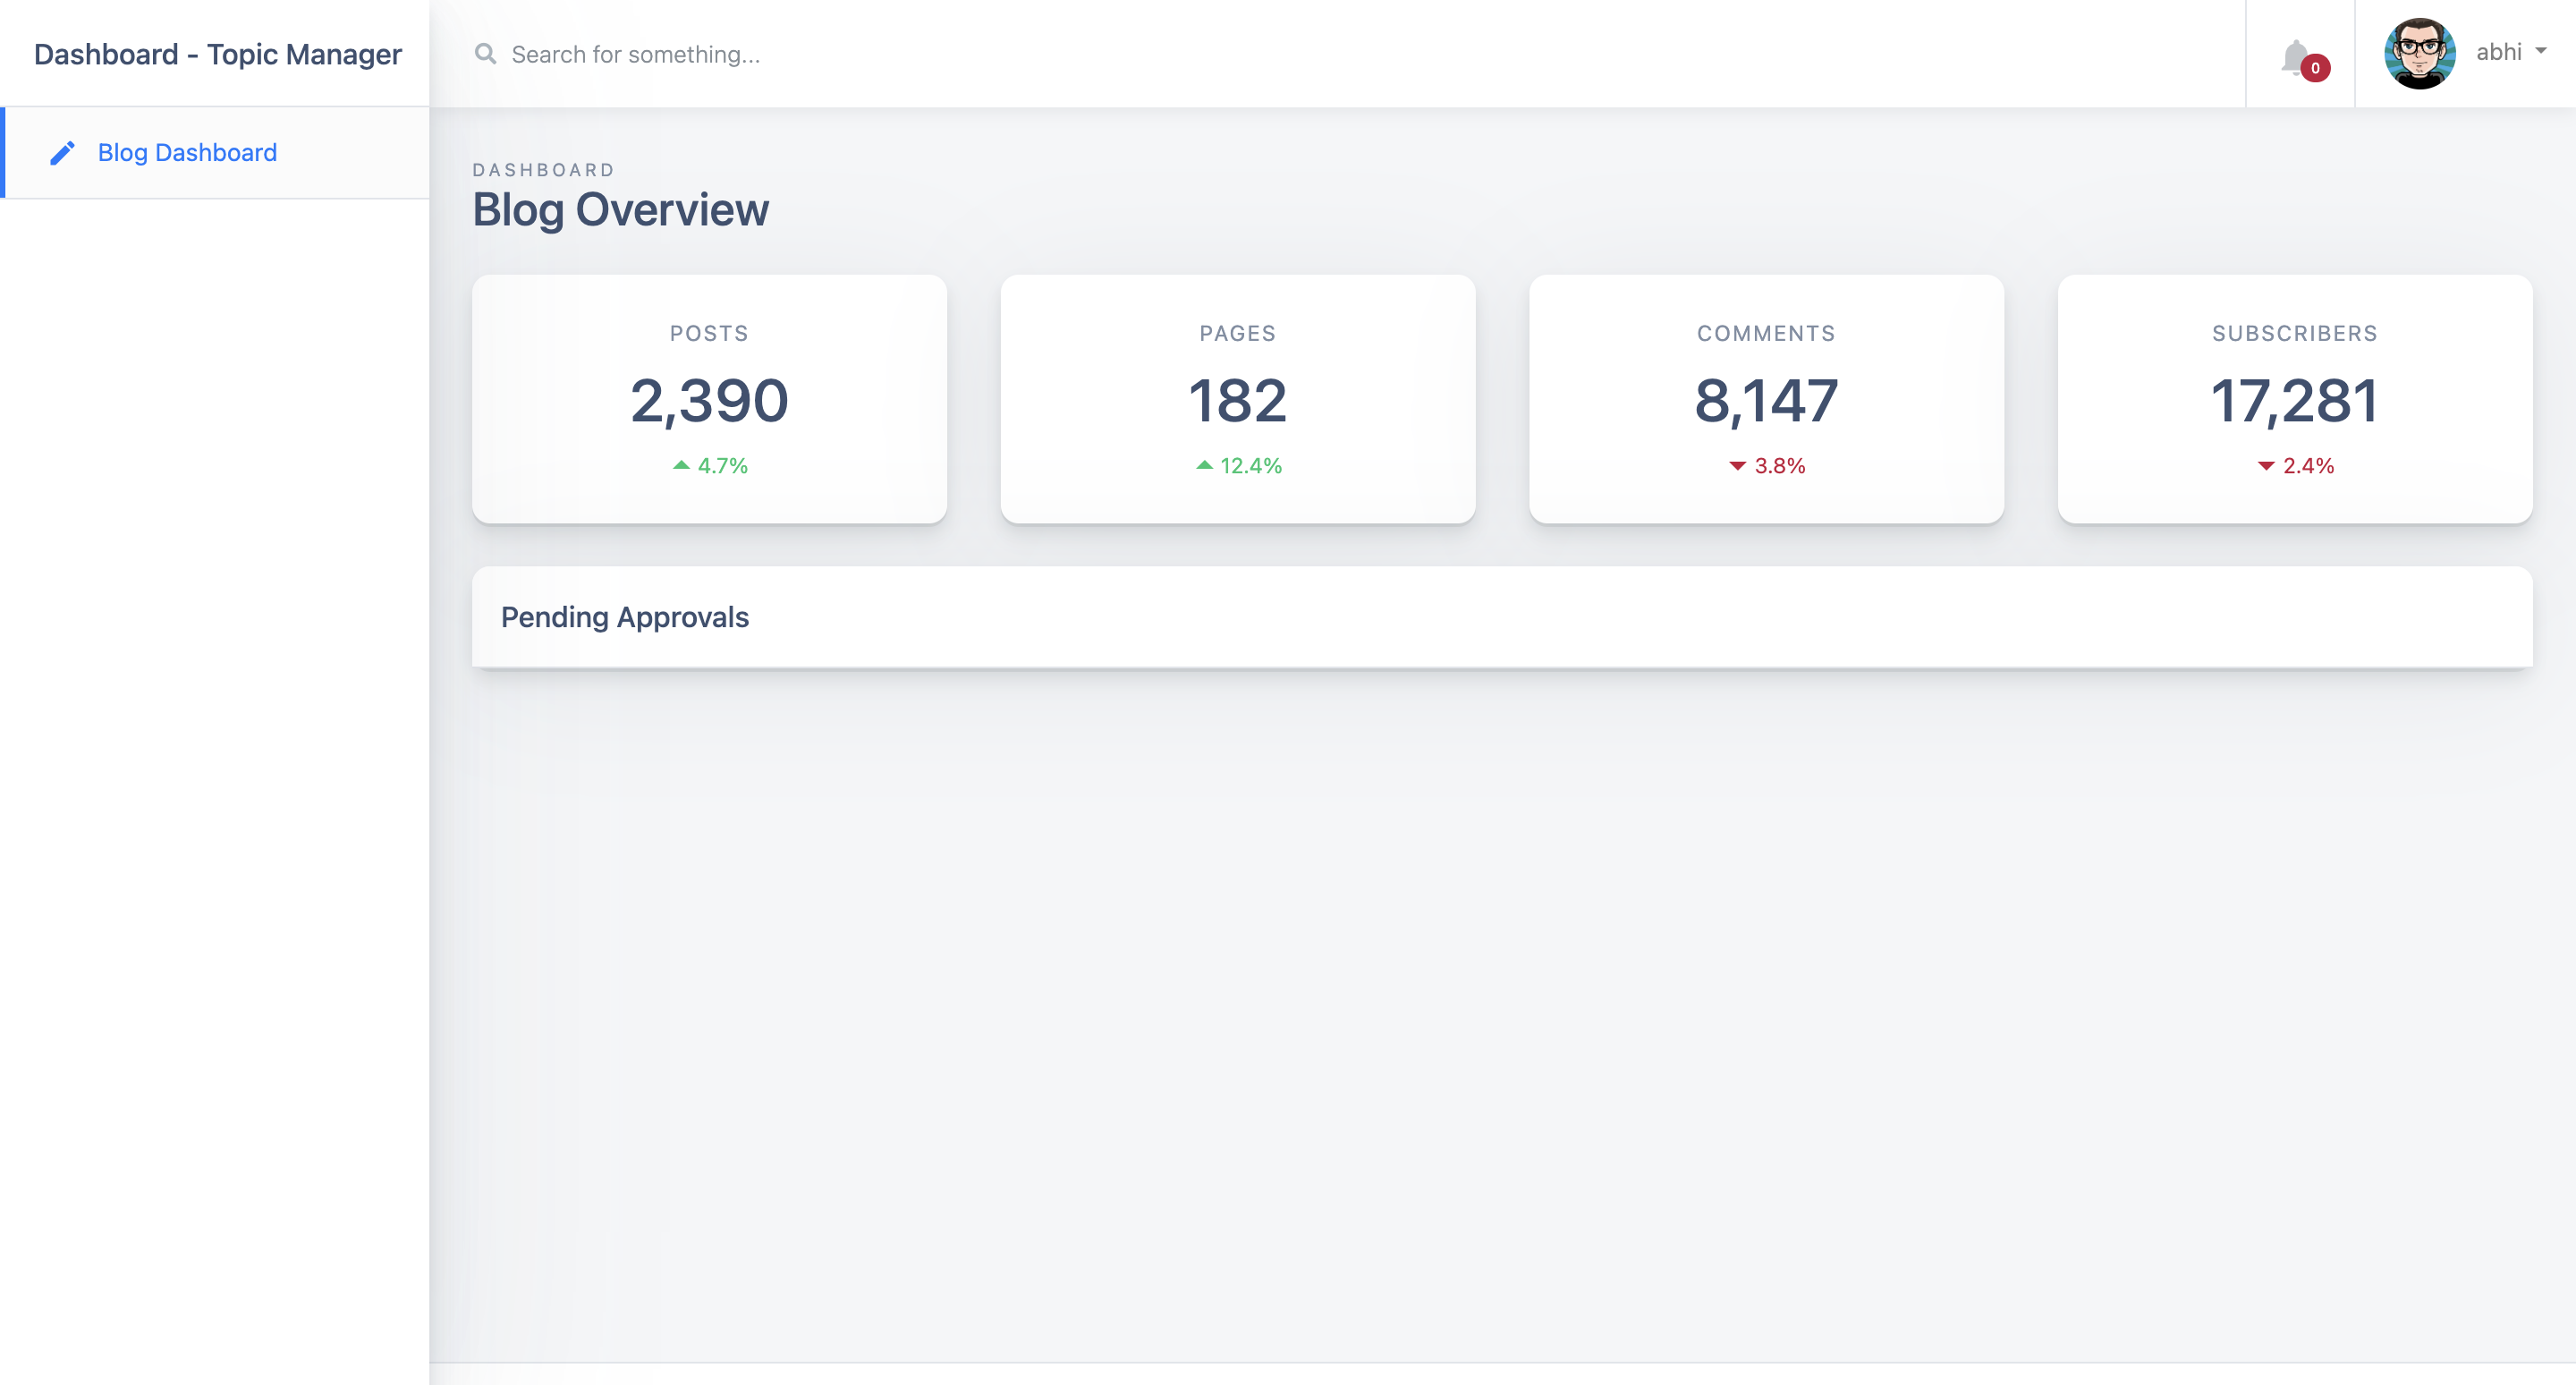 Dashboard - Topic Manager
Search for something...
0
abhi
Blog Dashboard
DASHBOARD
Blog Overview
POSTS
2,390
4.7%
PAGES
182
12.4%
COMMENTS
8,147
3.8%
SUBSCRIBERS
17,281
2.4%
Pending Approvals